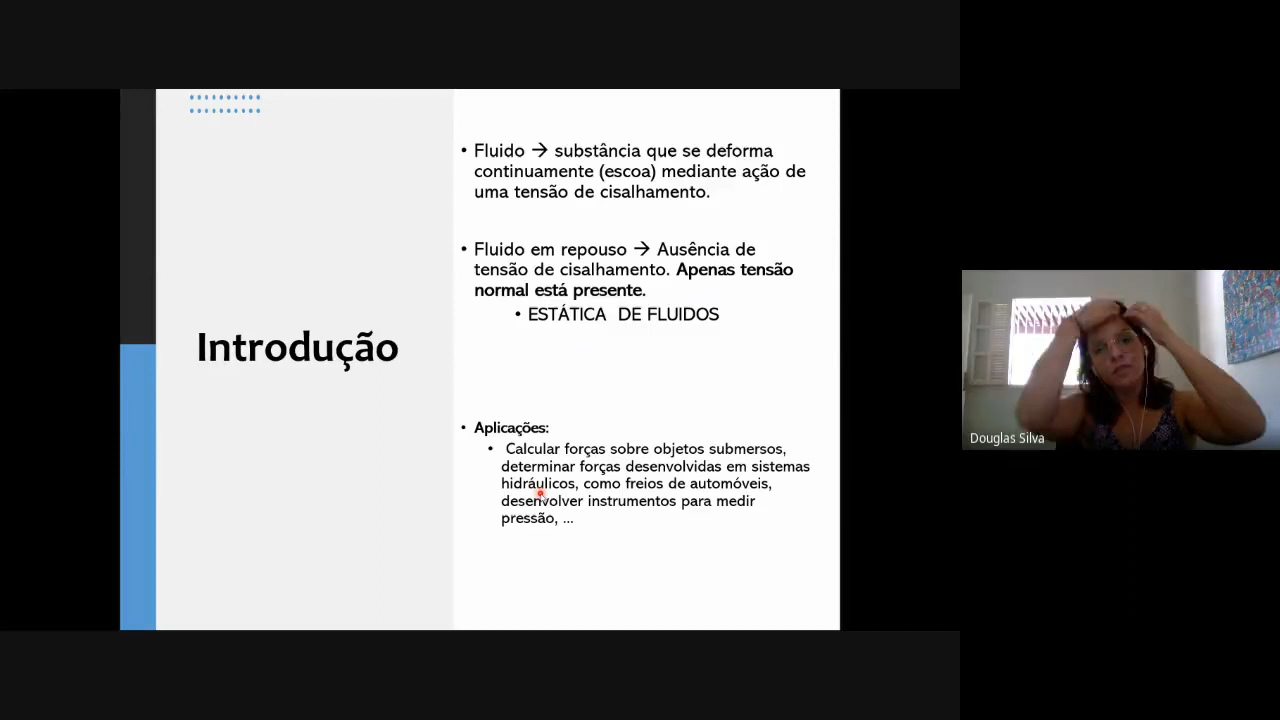 Introdução
• Fluido → substância que se deforma
continuamente (escoa) mediante ação de
uma tensão de cisalhamento.
• Fluido em repouso → Ausência de
tensão de cisalhamento. Apenas tensão
normal está presente.
• ESTÁTICA DE FLUIDOS
• Aplicações:
• Calcular forças sobre objetos submersos,
determinar forças desenvolvidas em sistemas
hidráulicos, como freios de automóveis,
desenvolver instrumentos para medir
pressão, ...
Douglas Silva